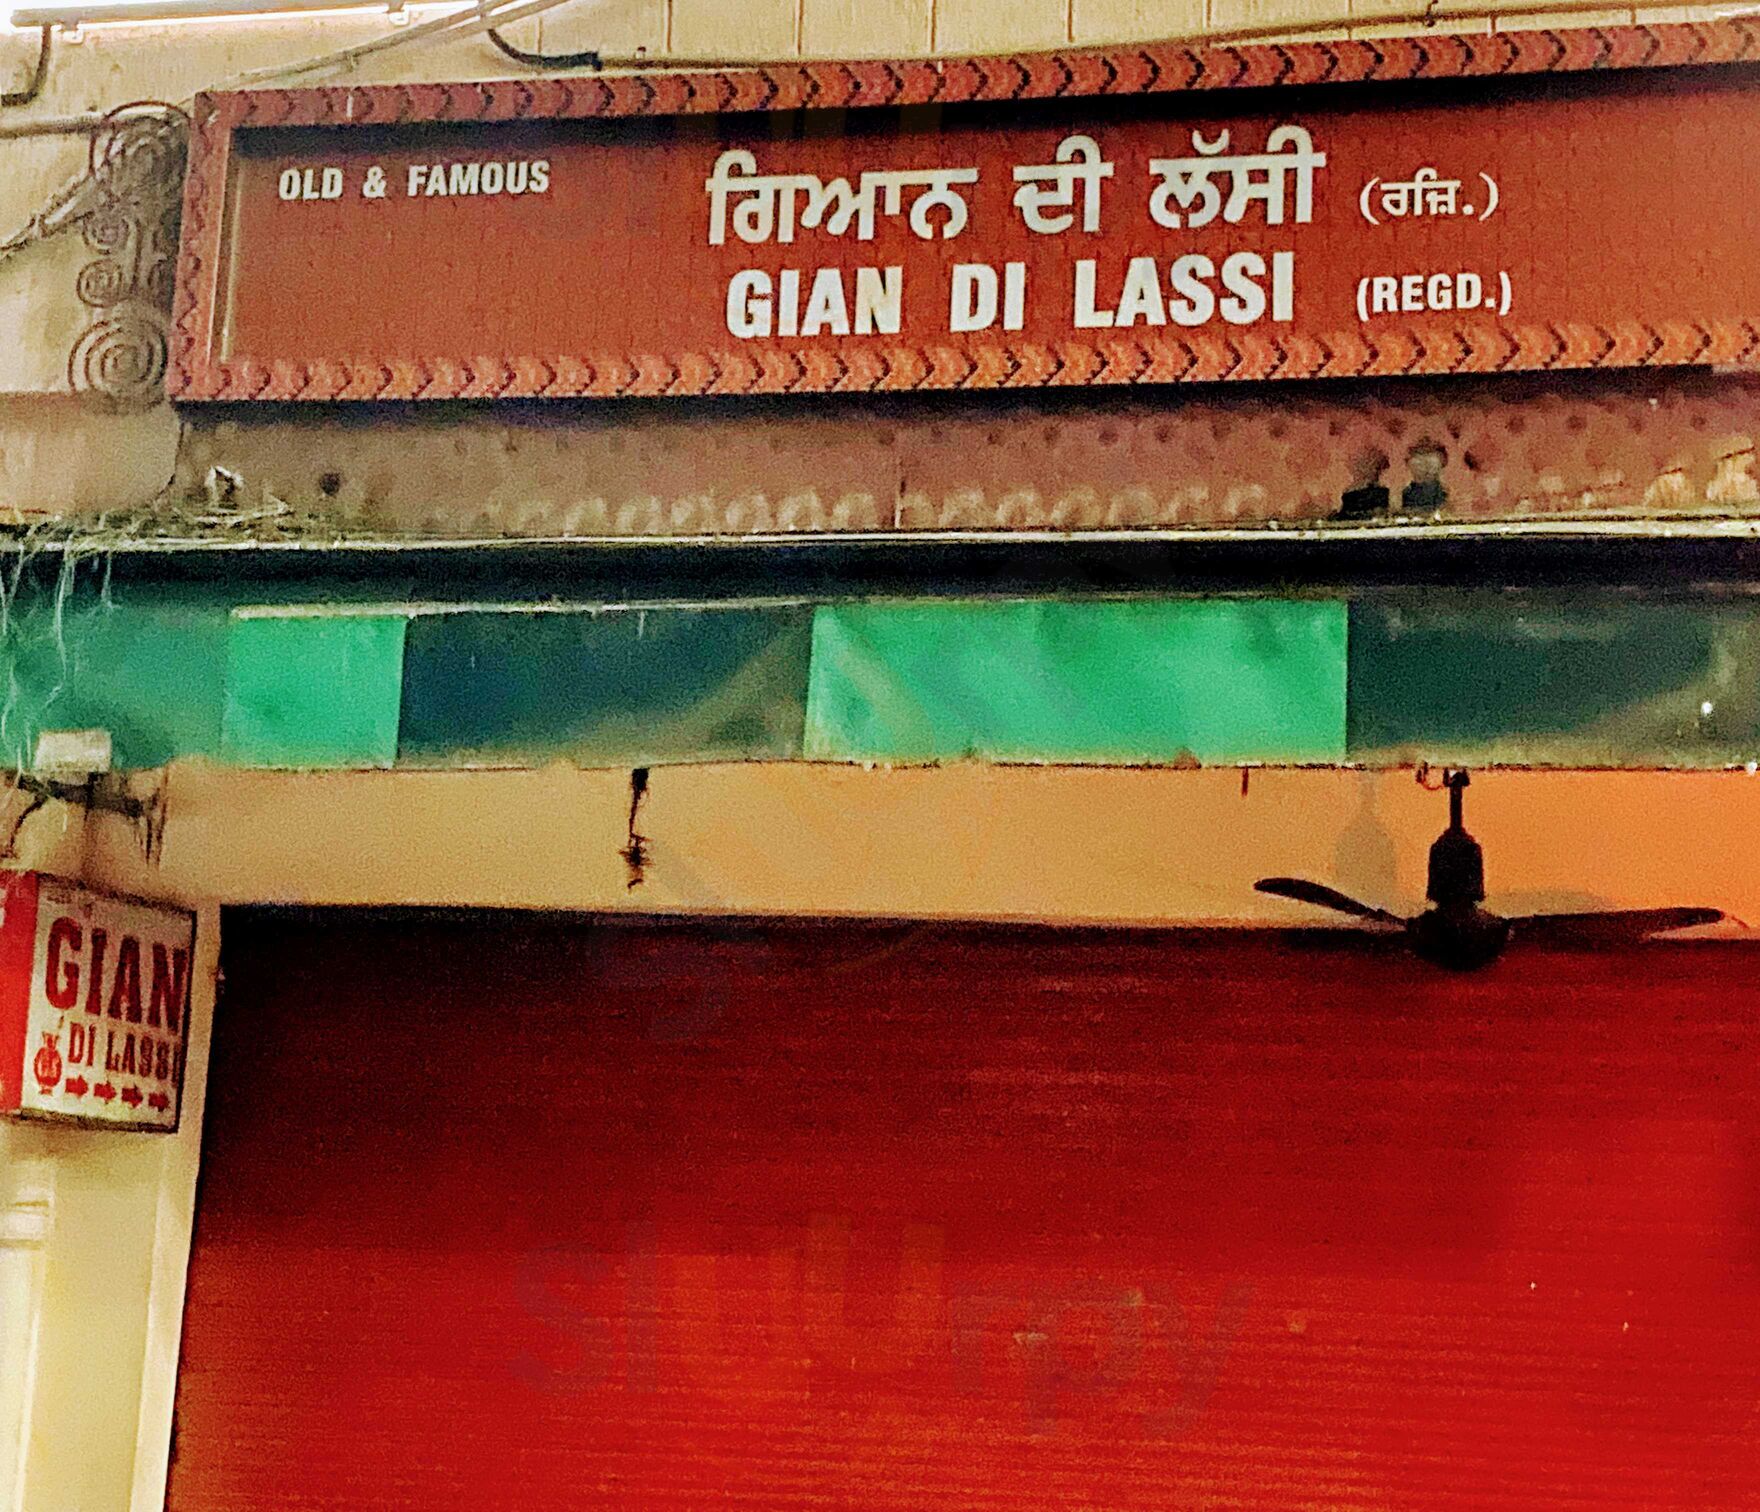 OLD & FAMOUS
ਗਿਆਨ ਦੀ ਲੱਸੀ (ਰਜ਼ਿ.)
GIAN DI LASSI (REGD.)
GIAN
DI LASSI